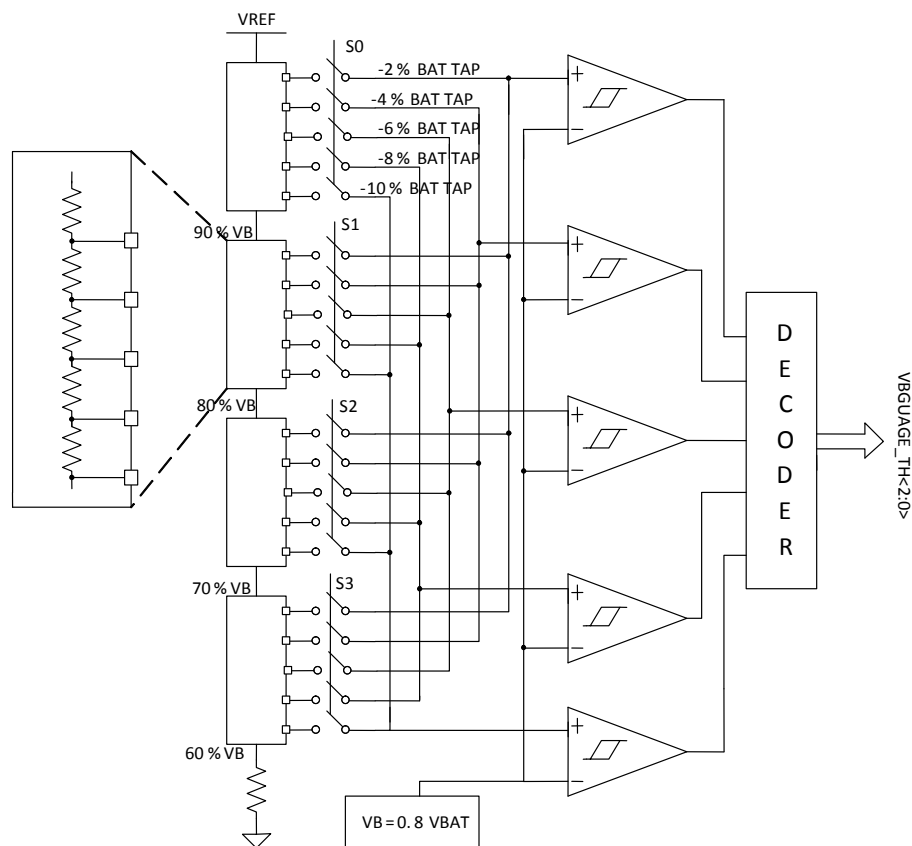 VREF
S0
-2 % BAT TAP
-4 % BAT TAP
-6 % BAT TAP
-8 % BAT TAP
-10 % BAT TAP
90 % VB
S1
80 % VB
S2
70 % VB
S3
60 % VB
VB = 0. 8 VBAT
+
−
+
−
+
−
+
−
+
−
D
E
C
O
D
E
R
VBGUAGE_TH<2:0>